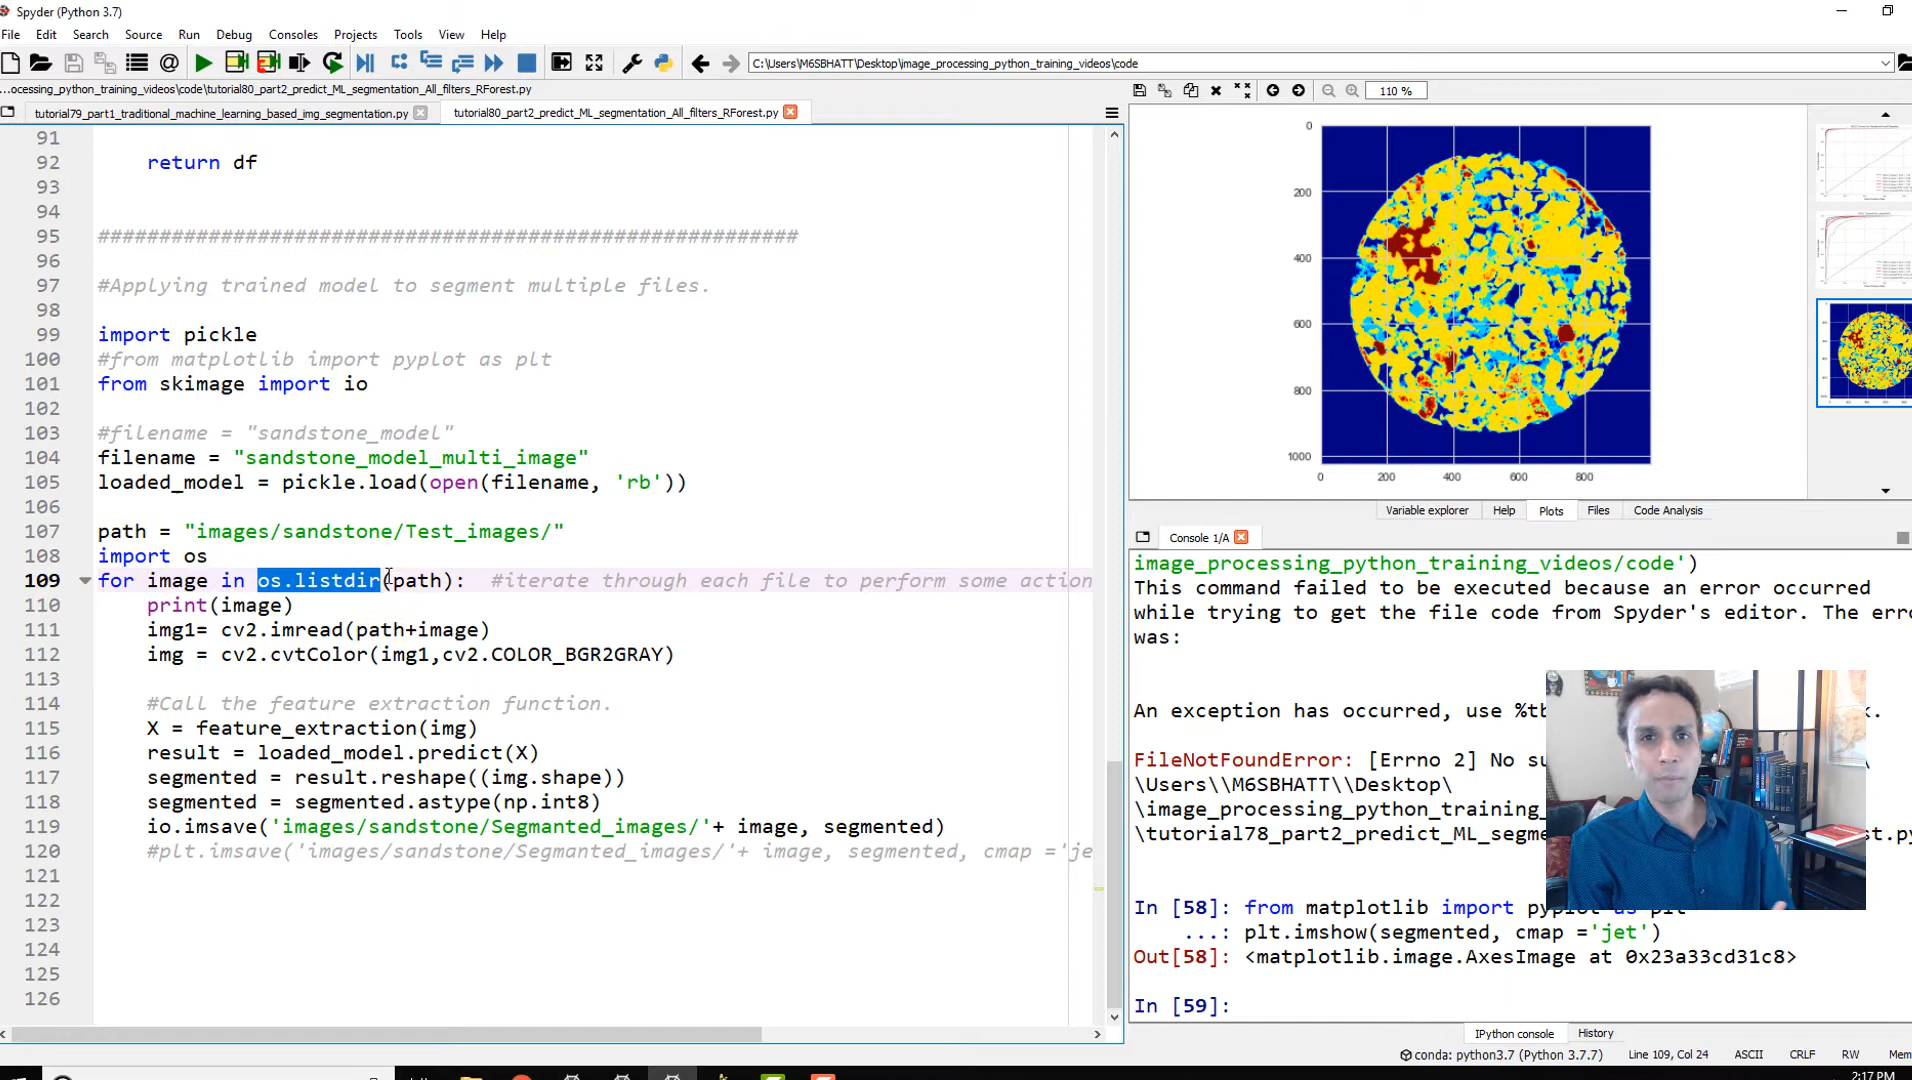 Spyder (Python 3.7)
File Edit Search Source Run Debug Consoles Projects Tools View Help
C:\Users\M6SBHATT\Desktop\image_processing_python_training_videos\code
...ocessing_python_training_videos\code\tutorial80_part2_predict_ML_segmentation_All_filters_RForest.py
tutorial79_part1_traditional_machine_learning_based_img_segmentation.py
tutorial80_part2_predict_ML_segmentation_All_filters_RForest.py
110 %
91
92 return df
93
94
95 #########################################################
96
97 #Applying trained model to segment multiple files.
98
99 import pickle
100 #from matplotlib import pyplot as plt
101 from skimage import io
102
103 #filename = "sandstone_model"
104 filename = "sandstone_model_multi_image"
105 loaded_model = pickle.load(open(filename, 'rb'))
106
107 path = "images/sandstone/Test_images/"
108 import os
109 for image in os.listdir(path): #iterate through each file to perform some action
110 print(image)
111 img1= cv2.imread(path+image)
112 img = cv2.cvtColor(img1,cv2.COLOR_BGR2GRAY)
113
114 #Call the feature extraction function.
115 X = feature_extraction(img)
116 result = loaded_model.predict(X)
117 segmented = result.reshape((img.shape))
118 segmented = segmented.astype(np.int8)
119 io.imsave('images/sandstone/Segmanted_images/'+ image, segmented)
120 #plt.imsave('images/sandstone/Segmanted_images/'+ image, segmented, cmap ='je
121
122
123
124
125
126
0
200
400
600
800
1000
0 200 400 600 800
Variable explorer Help Plots Files Code Analysis
Console 1/A
image_processing_python_training_videos/code')
This command failed to be executed because an error occurred
while trying to get the file code from Spyder's editor. The erro
was:
An exception has occurred, use %tb k.
FileNotFoundError: [Errno 2] No su
\Users\\M6SBHATT\\Desktop\
\image_processing_python_training_
\tutorial78_part2_predict_ML_segme est.py
In [58]: from matplotlib import pyplot as plt
...: plt.imshow(segmented, cmap ='jet')
Out[58]: <matplotlib.image.AxesImage at 0x23a33cd31c8>
In [59]:
IPython console History
conda: python3.7 (Python 3.7.7) Line 109, Col 24 ASCII CRLF RW Mem
2:17 PM